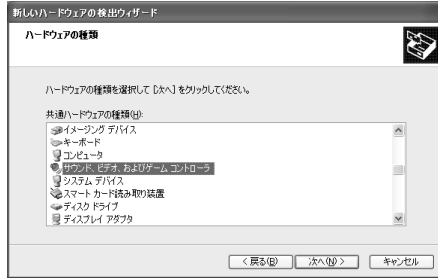 新しいハードウェアの検出ウィザード
ハードウェアの種類
ハードウェアの種類を選択して [次へ] をクリックしてください。
共通ハードウェアの種類(H):
イメージング デバイス
キーボード
コンピュータ
サウンド、ビデオ、およびゲーム コントローラ
システム デバイス
スマート カード読み取り装置
ディスク ドライブ
ディスプレイ アダプタ
< 戻る(B) 次へ(N) > キャンセル